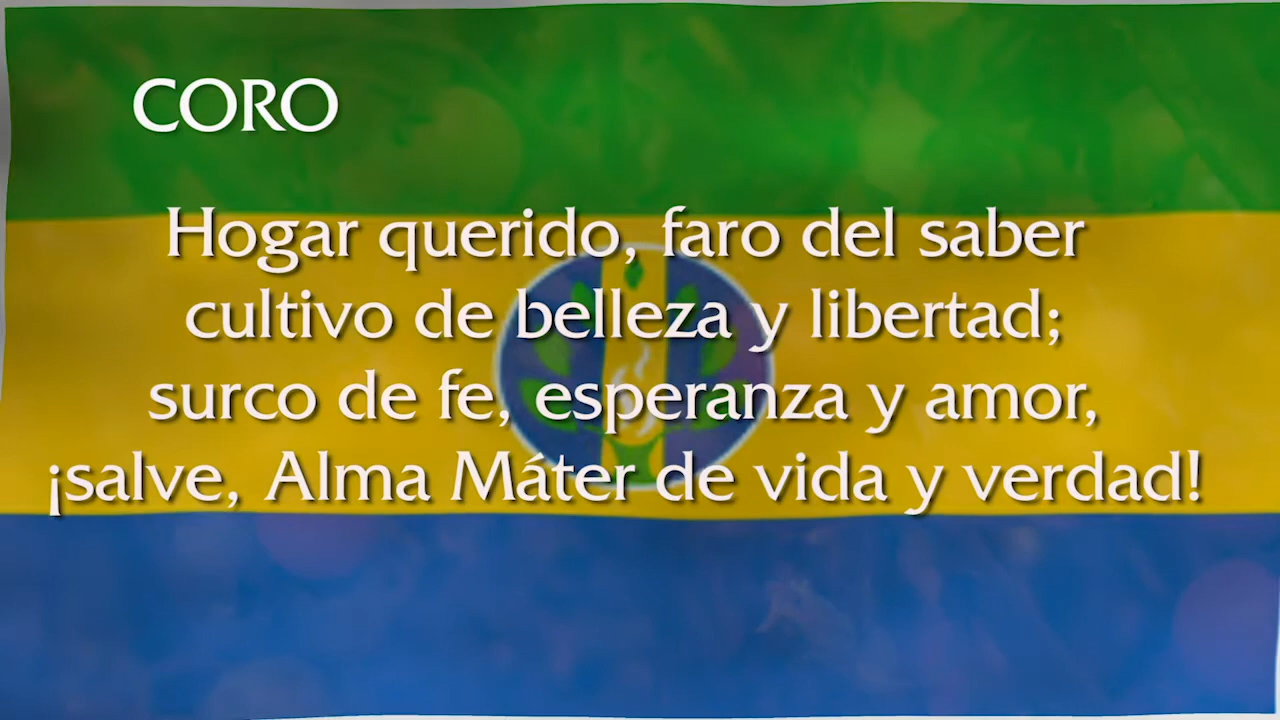 CORO
Hogar querido, faro del saber
cultivo de belleza y libertad;
surco de fe, esperanza y amor,
¡salve, Alma Máter de vida y verdad!